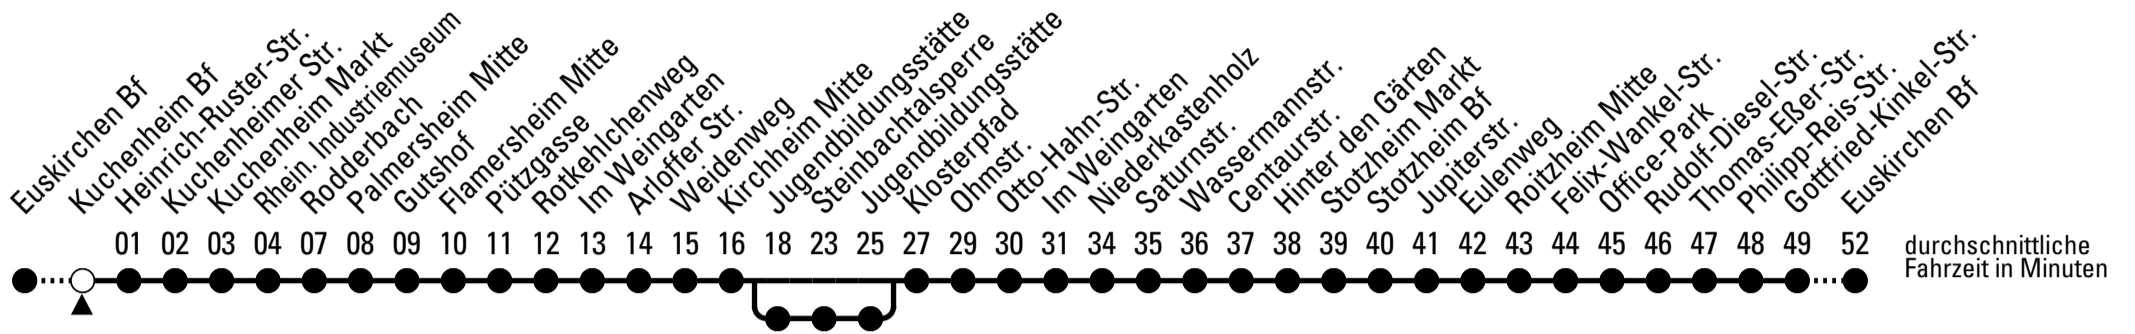 Euskirchen Bf
Kuchenheim Bf
Heinrich-Ruster-Str.
Kuchenheimer Str.
Kuchenheim Markt
Rhein. Industriemuseum
Rodderbach
Palmersheim Mitte
Gutshof
Flamersheim Mitte
Pützgasse
Rotkehlchenweg
Im Weingarten
Arloffer Str.
Weidenweg
Kirchheim Mitte
Jugendbildungsstätte
Steinbachtalsperre
Jugendbildungsstätte
Klosterpfad
Ohmstr.
Otto-Hahn-Str.
Im Weingarten
Niederkastenholz
Saturnstr.
Wassermannstr.
Centaurstr.
Hinter den Gärten
Stotzheim Markt
Stotzheim Bf
Jupiterstr.
Eulenweg
Roitzheim Mitte
Felix-Wankel-Str.
Office-Park
Rudolf-Diesel-Str.
Thomas-Eßer-Str.
Philipp-Reis-Str.
Gottfried-Kinkel-Str.
Euskirchen Bf
01 02 03 04 07 08 09 10 11 12 13 14 15 16 18 23 25 27 29 30 31 34 35 36 37 38 39 40 41 42 43 44 45 46 47 48 49 52
durchschnittliche
Fahrzeit in Minuten